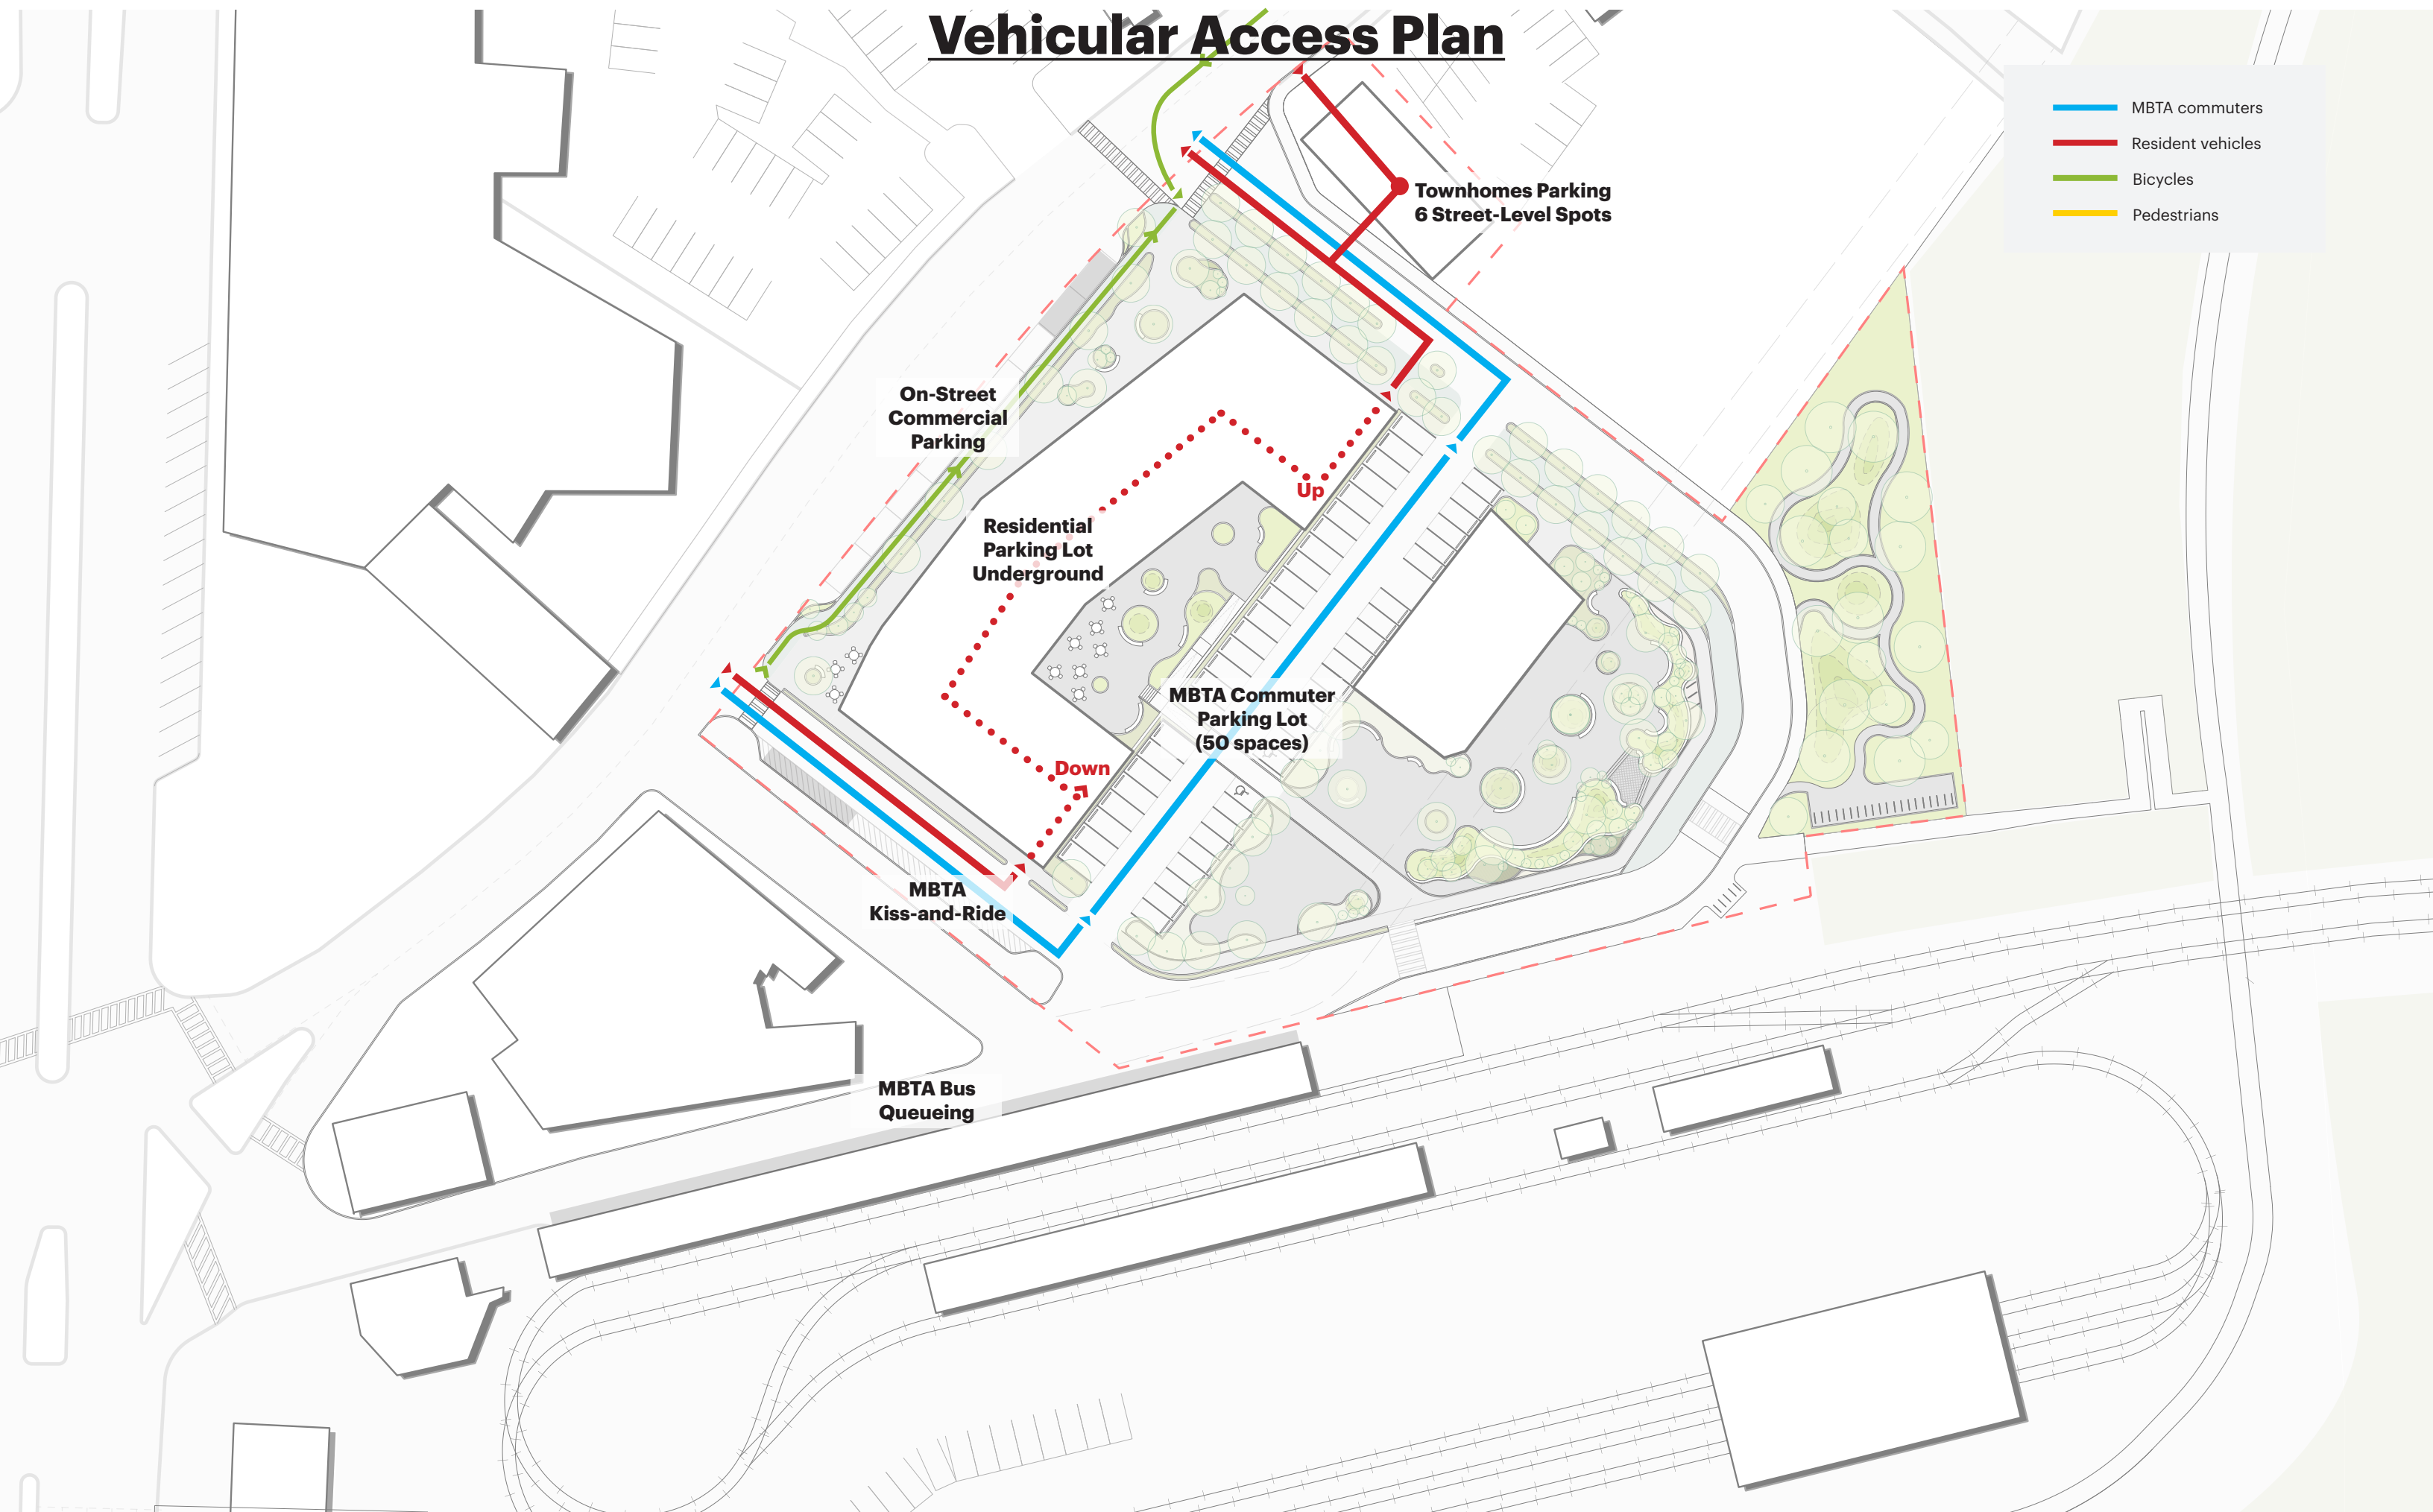 Vehicular Access Plan
MBTA commuters
Resident vehicles
Bicycles
Pedestrians
Townhomes Parking
6 Street-Level Spots
On-Street
Commercial
Parking
Up
Residential
Parking Lot
Underground
MBTA Commuter
Parking Lot
(50 spaces)
Down
MBTA
Kiss-and-Ride
MBTA Bus
Queueing